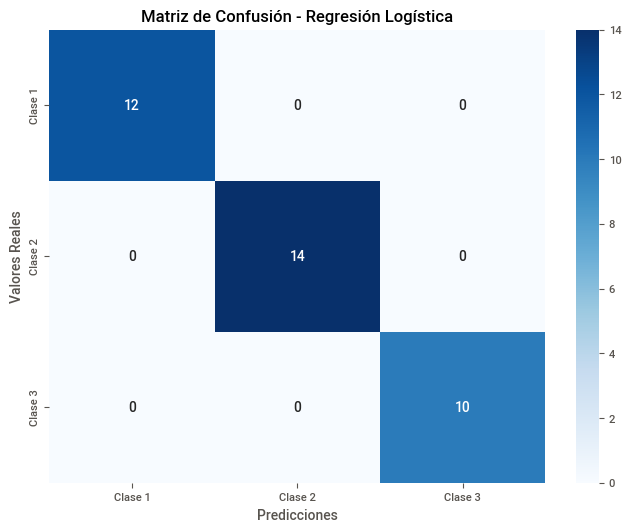 Matriz de Confusión - Regresión Logística
14
12
10
8
6
4
2
0
Valores Reales
Clase 1
12
0
0
Clase 2
0
14
0
Clase 3
0
0
10
Clase 1
Clase 2
Clase 3
Predicciones